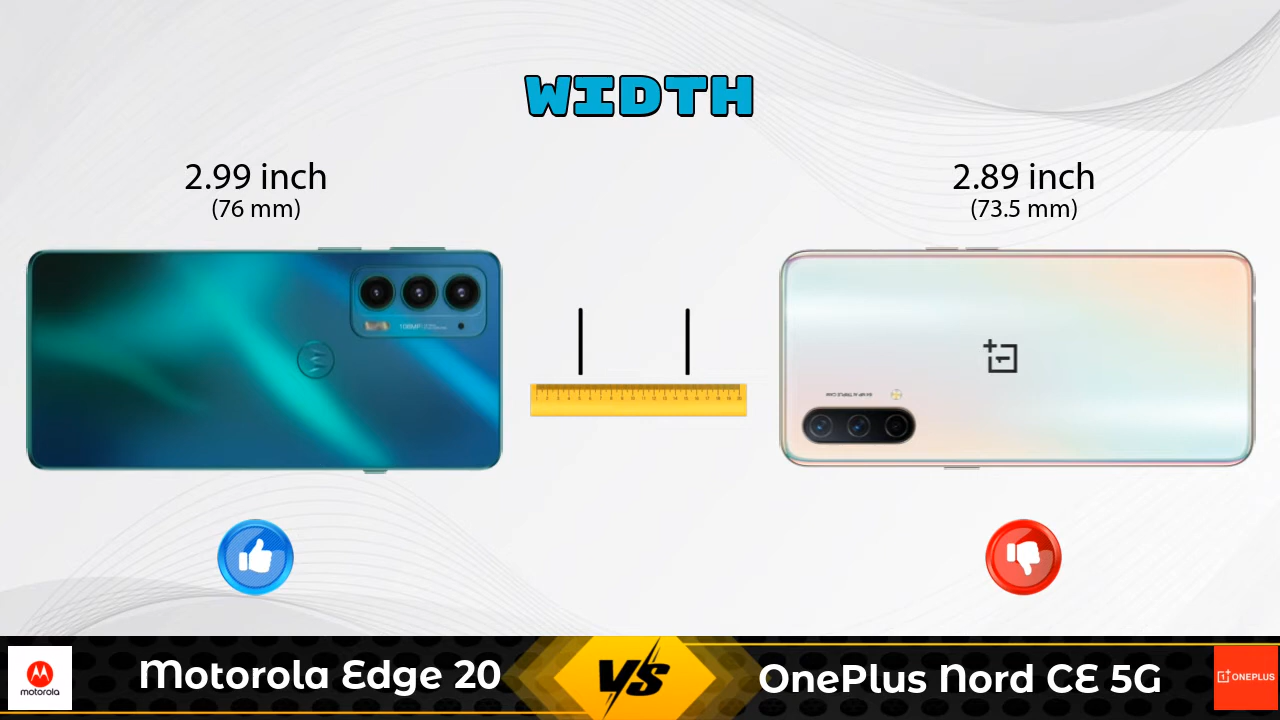 WIDTH
2.99 inch
(76 mm)
2.89 inch
(73.5 mm)
108MP
motorola
Motorola Edge 20
VS
OnePlus Nord CE 5G
ONEPLUS